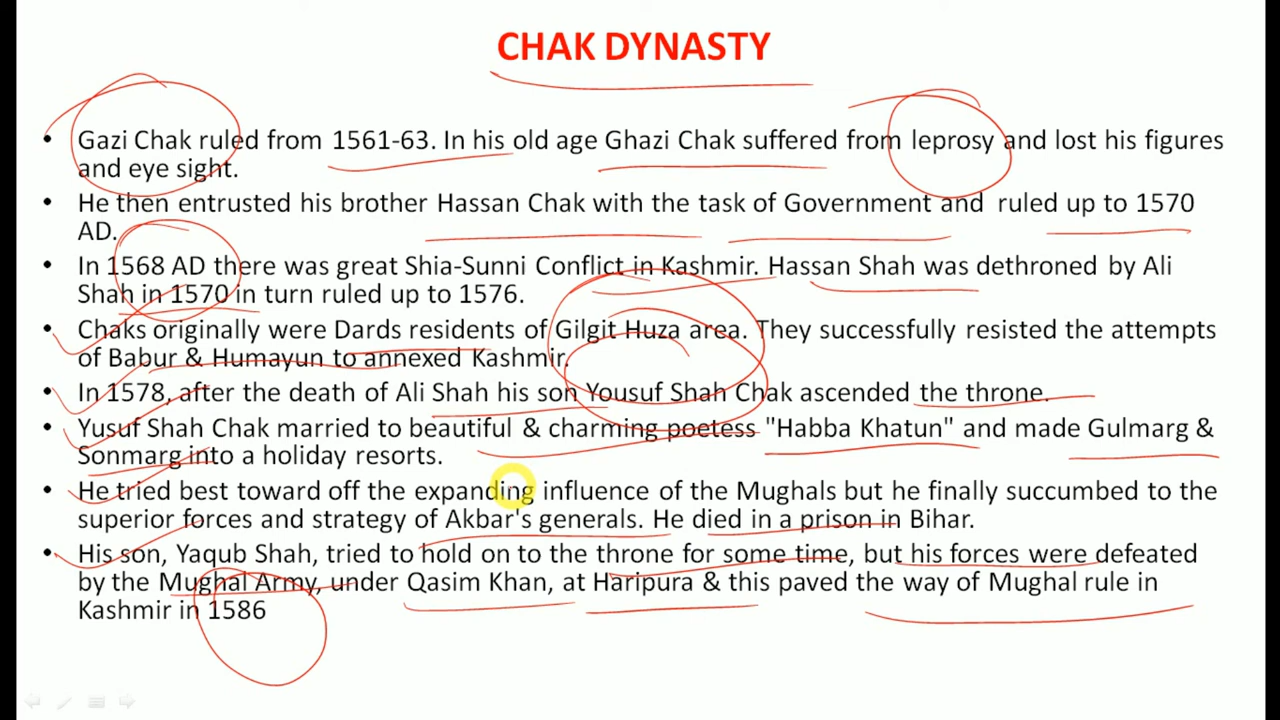 CHAK DYNASTY
• Gazi Chak ruled from 1561-63. In his old age Ghazi Chak suffered from leprosy and lost his figures
and eye sight.
• He then entrusted his brother Hassan Chak with the task of Government and ruled up to 1570
AD.
• In 1568 AD there was great Shia-Sunni Conflict in Kashmir. Hassan Shah was dethroned by Ali
Shah in 1570 in turn ruled up to 1576.
• Chaks originally were Dards residents of Gilgit Huza area. They successfully resisted the attempts
of Babur & Humayun to annexed Kashmir.
• In 1578, after the death of Ali Shah his son Yousuf Shah Chak ascended the throne.
• Yusuf Shah Chak married to beautiful & charming poetess "Habba Khatun" and made Gulmarg &
Sonmarg into a holiday resorts.
• He tried best toward off the expanding influence of the Mughals but he finally succumbed to the
superior forces and strategy of Akbar's generals. He died in a prison in Bihar.
• His son, Yaqub Shah, tried to hold on to the throne for some time, but his forces were defeated
by the Mughal Army, under Qasim Khan, at Haripura & this paved the way of Mughal rule in
Kashmir in 1586